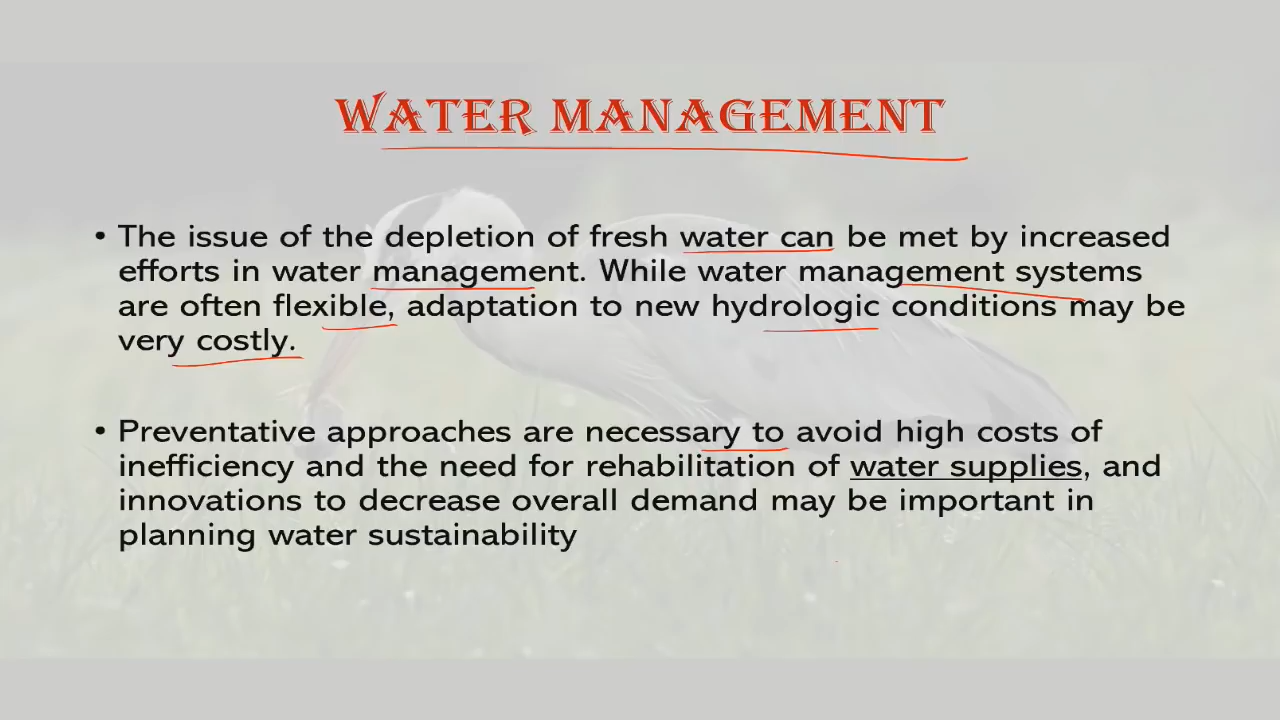 WATER MANAGEMENT
• The issue of the depletion of fresh water can be met by increased
efforts in water management. While water management systems
are often flexible, adaptation to new hydrologic conditions may be
very costly.
• Preventative approaches are necessary to avoid high costs of
inefficiency and the need for rehabilitation of water supplies, and
innovations to decrease overall demand may be important in
planning water sustainability